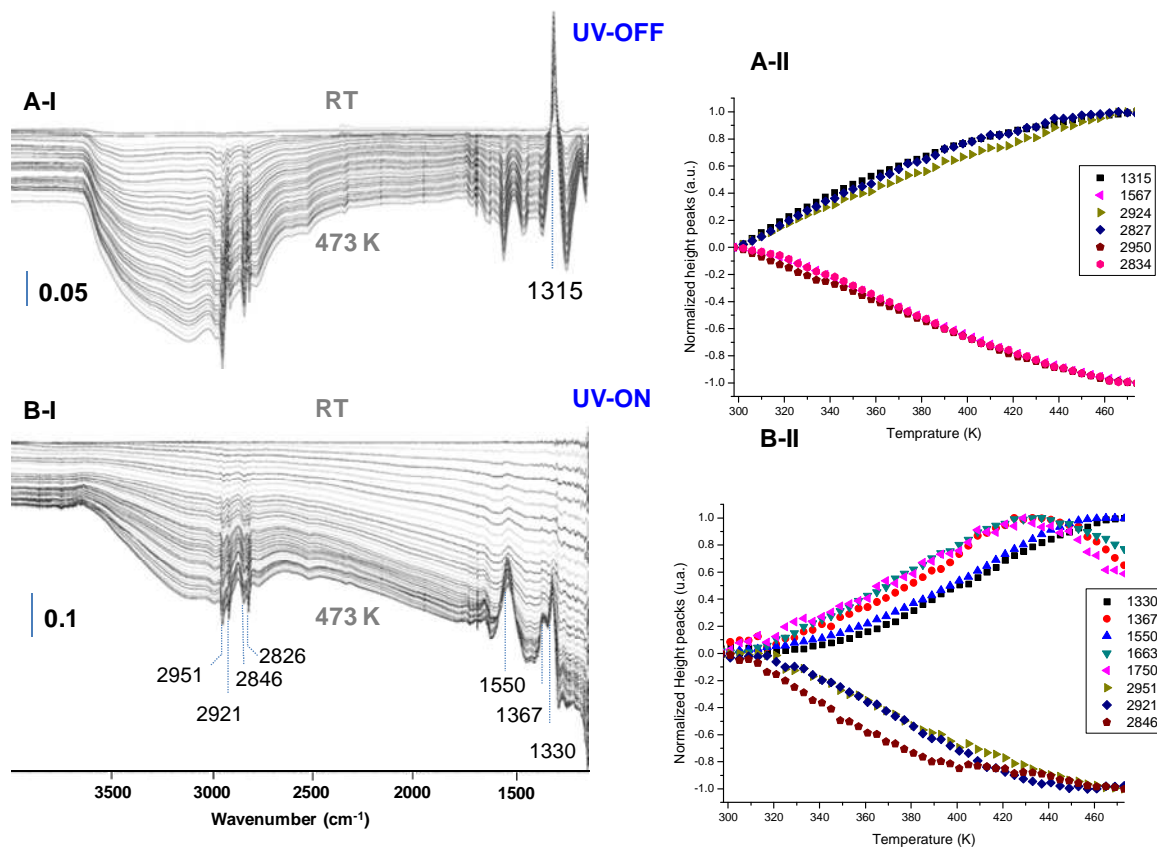 UV-OFF
A-I
RT
473 K
0.05
1315
A-II
Normalized height peaks (a.u.)
1.0
0.8
0.6
0.4
0.2
0.0
-0.2
-0.4
-0.6
-0.8
-1.0
1315
1567
2924
2827
2950
2834
300 320 340 360 380 400 420 440 460
Temprature (K)
UV-ON
B-I
RT
473 K
0.1
2951
2921
2846
2826
1550
1367
1330
3500 3000 2500 2000 1500
Wavenumber (cm-1)
B-II
Normalized Height peacks (u.a.)
1.0
0.8
0.6
0.4
0.2
0.0
-0.2
-0.4
-0.6
-0.8
-1.0
1330
1367
1550
1663
1750
2951
2921
2846
300 320 340 360 380 400 420 440 460
Temperature (K)